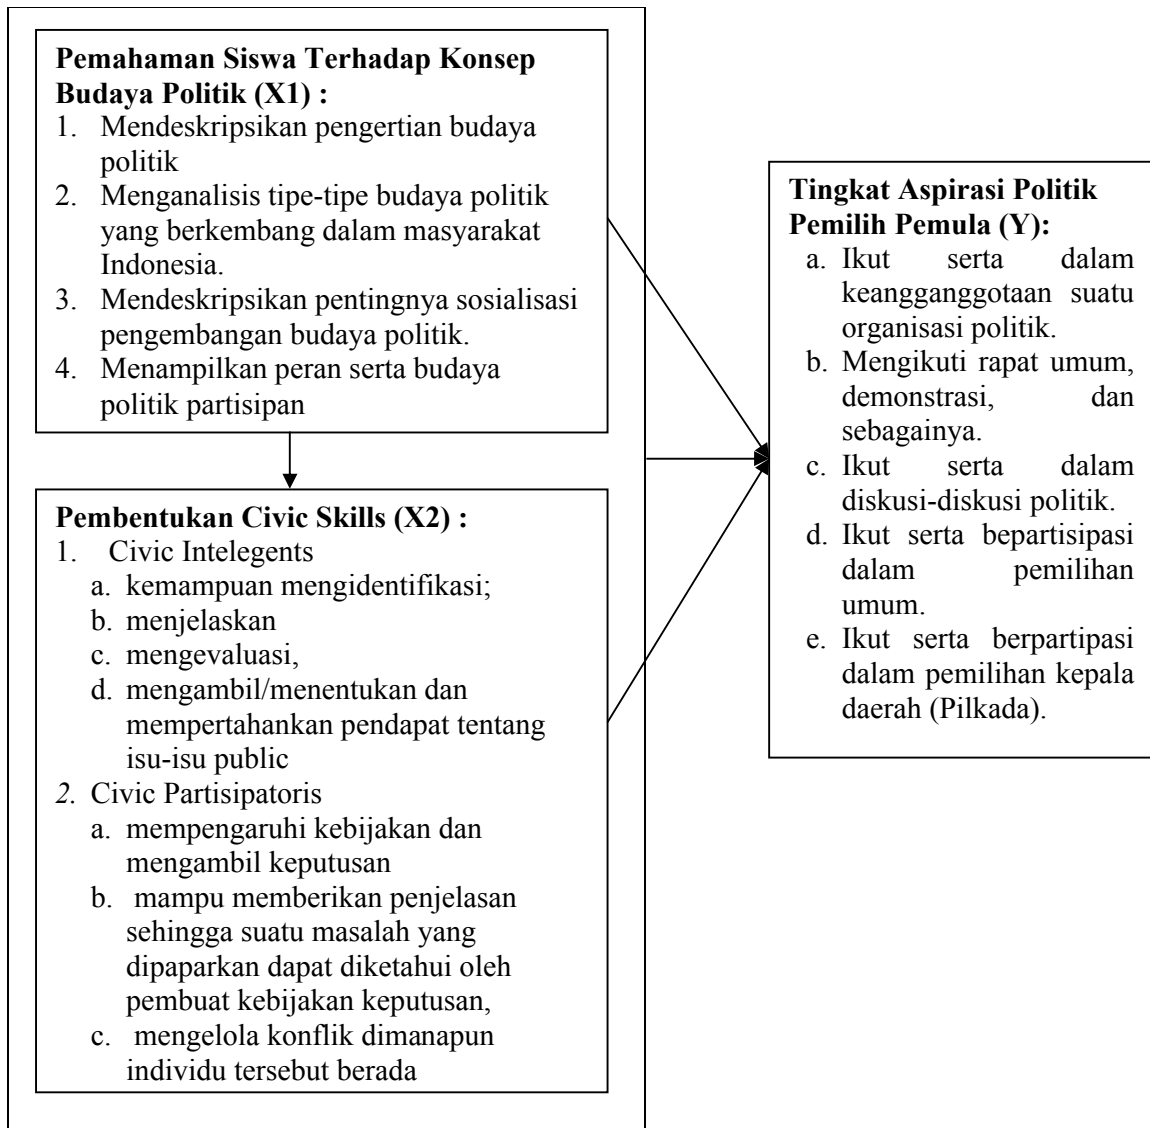 Pemahaman Siswa Terhadap Konsep
Budaya Politik (X1) :
1. Mendeskripsikan pengertian budaya
politik
2. Menganalisis tipe-tipe budaya politik
yang berkembang dalam masyarakat
Indonesia.
3. Mendeskripsikan pentingnya sosialisasi
pengembangan budaya politik.
4. Menampilkan peran serta budaya
politik partisipan
Pembentukan Civic Skills (X2) :
1. Civic Intelegents
a. kemampuan mengidentifikasi;
b. menjelaskan
c. mengevaluasi,
d. mengambil/menentukan dan
mempertahankan pendapat tentang
isu-isu public
2. Civic Partisipatoris
a. mempengaruhi kebijakan dan
mengambil keputusan
b. mampu memberikan penjelasan
sehingga suatu masalah yang
dipaparkan dapat diketahui oleh
pembuat kebijakan keputusan,
c. mengelola konflik dimanapun
individu tersebut berada
Tingkat Aspirasi Politik
Pemilih Pemula (Y):
a. Ikut serta dalam
keangganggotaan suatu
organisasi politik.
b. Mengikuti rapat umum,
demonstrasi, dan
sebagainya.
c. Ikut serta dalam
diskusi-diskusi politik.
d. Ikut serta bepartisipasi
dalam pemilihan
umum.
e. Ikut serta berpartipasi
dalam pemilihan kepala
daerah (Pilkada).